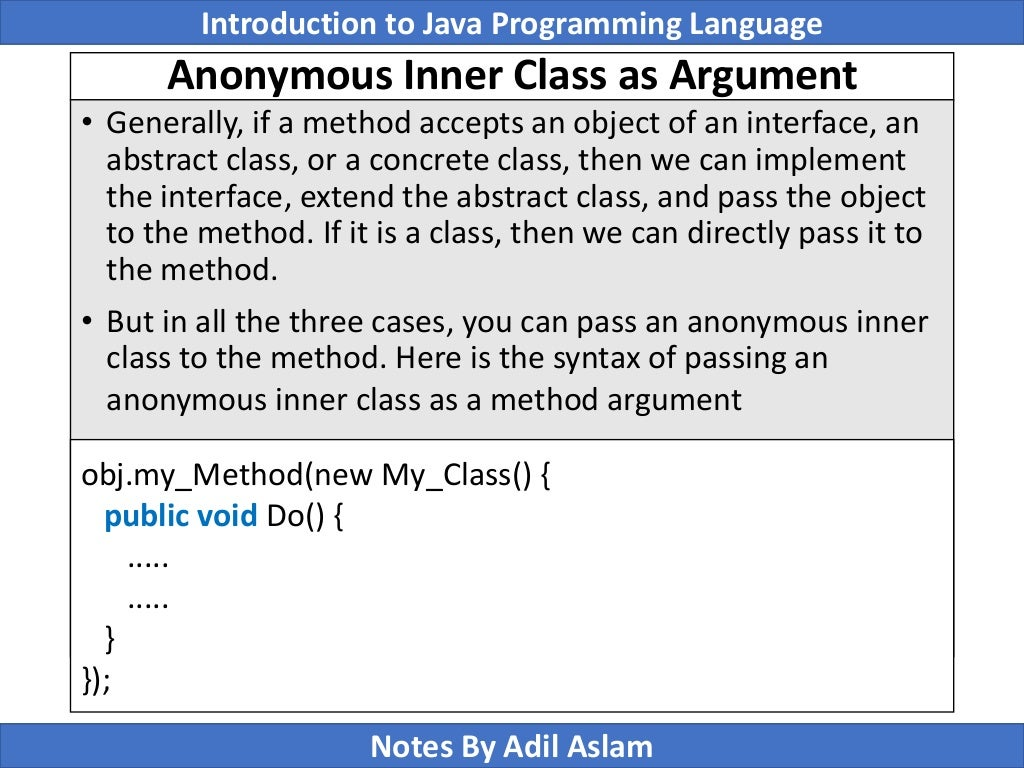 Introduction to Java Programming Language
Anonymous Inner Class as Argument
• Generally, if a method accepts an object of an interface, an
abstract class, or a concrete class, then we can implement
the interface, extend the abstract class, and pass the object
to the method. If it is a class, then we can directly pass it to
the method.
• But in all the three cases, you can pass an anonymous inner
class to the method. Here is the syntax of passing an
anonymous inner class as a method argument
obj.my_Method(new My_Class() {
public void Do() {
.....
.....
}
});
Notes By Adil Aslam